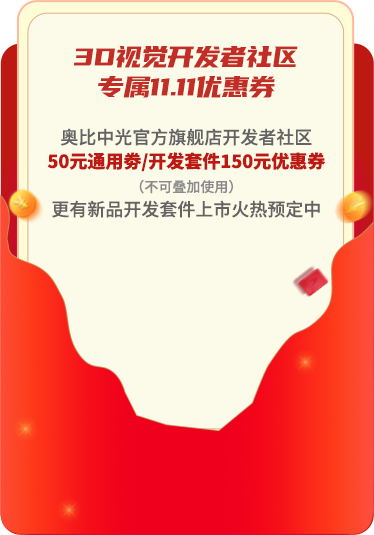 3D视觉开发者社区
专属11.11优惠券
奥比中光官方旗舰店开发者社区
50元通用券/开发套件150元优惠券
（不可叠加使用）
更有新品开发套件上市火热预定中